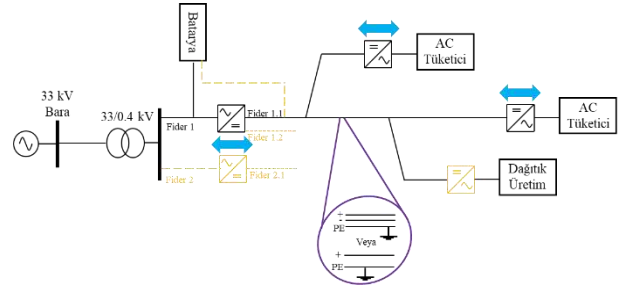 Batarya
AC
Tüketici
33 kV
Bara
33/0.4 kV
Fider 1
Fider 1.1
Fider 1.2
Fider 2
Fider 2.1
AC
Tüketici
Dağıtık
Üretim
+
-
PE
Veya
+
PE